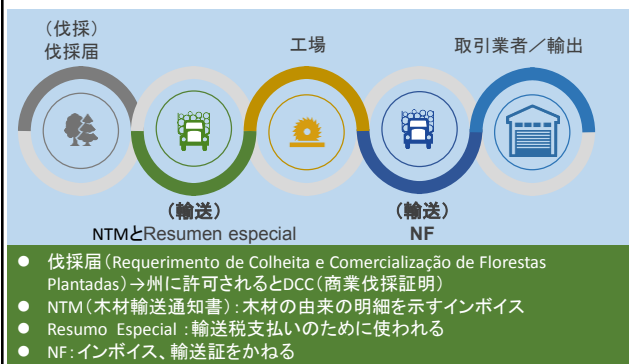 （伐採）
伐採届
工場
取引業者／輸出
（輸送）
NTMとResumen especial
（輸送）
NF
● 伐採届（Requerimento de Colheita e Comercialização de Florestas
Plantadas）→州に許可されるとDCC（商業伐採証明）
● NTM（木材輸送通知書）：木材の由来の明細を示すインボイス
● Resumo Especial：輸送税支払いのために使われる
● NF：インボイス、輸送証をかねる